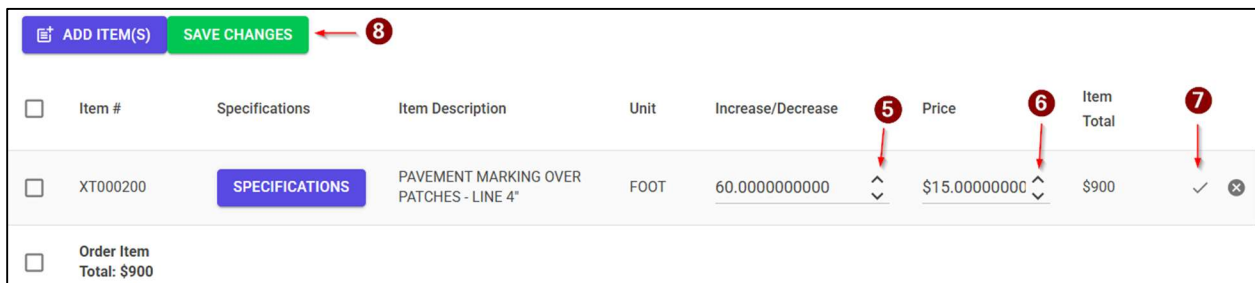 ADD ITEM(S) SAVE CHANGES 8
Item # Specifications Item Description Unit Increase/Decrease 5 Price 6 Item Total 7
XT000200 SPECIFICATIONS PAVEMENT MARKING OVER PATCHES - LINE 4" FOOT 60.0000000000 $15.00000000 $900
Order Item
Total: $900